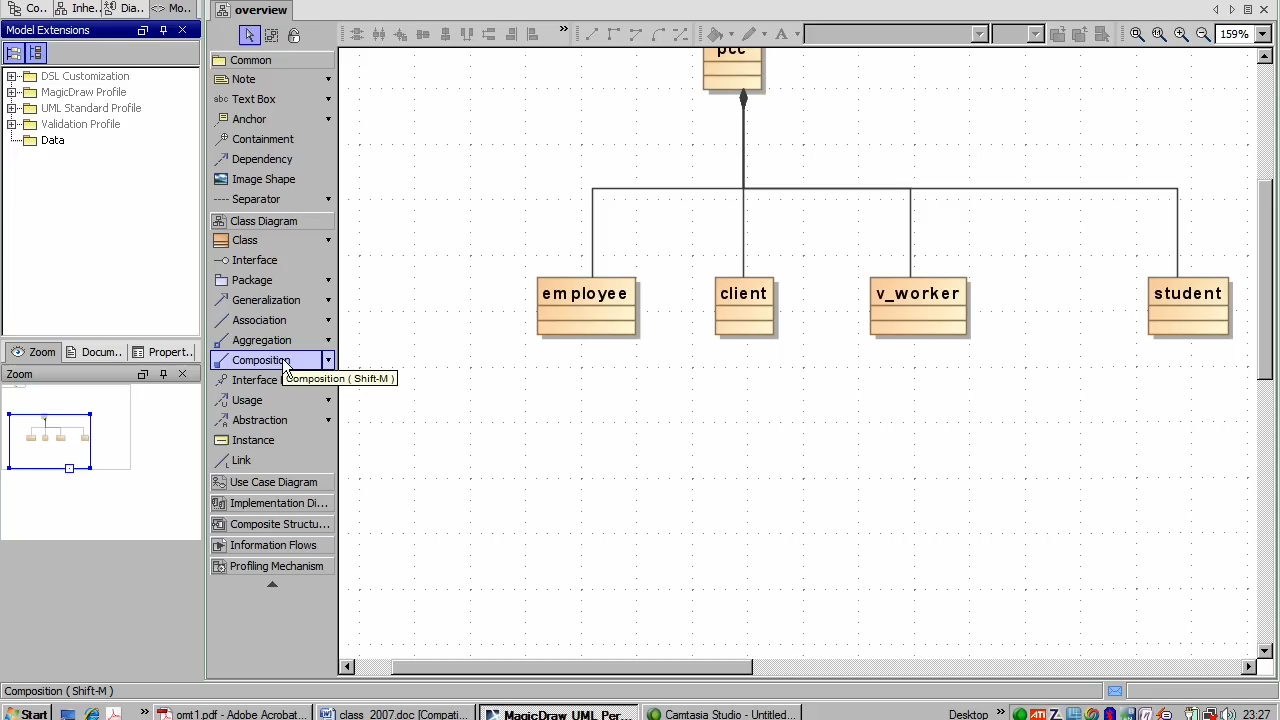 Co..
Inhe..
Dia..
Mo...
overview
Model Extensions
159%
DSL Customization
MagicDraw Profile
UML Standard Profile
Validation Profile
Data
Zoom
Docum..
Propert..
Zoom
Common
Note
abc Text Box
Anchor
Containment
Dependency
Image Shape
Separator
Class Diagram
Class
Interface
Package
Generalization
Association
Aggregation
Composition
Interface
Composition ( Shift-M )
Usage
Abstraction
Instance
Link
Use Case Diagram
Implementation Di...
Composite Structu...
Information Flows
Profiling Mechanism
pcc
employee
client
v_worker
student
Composition ( Shift-M )
Start
omt1.pdf - Adobe Acrobat...
class_2007.doc [Compati...
MagicDraw UML Per...
Camtasia Studio - Untitled...
Desktop
23:27